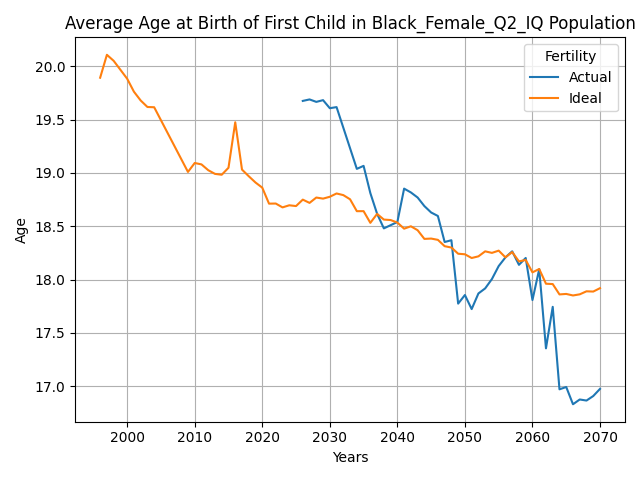 Average Age at Birth of First Child in Black_Female_Q2_IQ Population
Fertility
Actual
Ideal
20.0
19.5
19.0
18.5
18.0
17.5
17.0
Age
2000
2010
2020
2030
2040
2050
2060
2070
Years